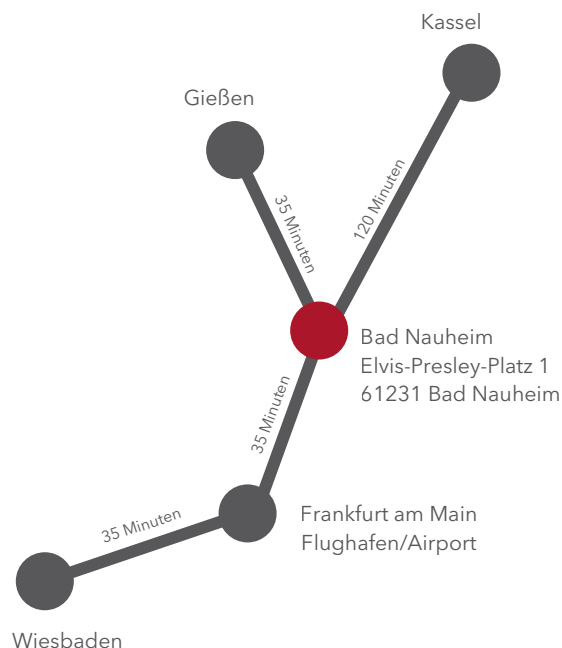 Kassel
Gießen
35 Minuten
120 Minuten
Bad Nauheim
Elvis-Presley-Platz 1
61231 Bad Nauheim
35 Minuten
35 Minuten
Frankfurt am Main
Flughafen/Airport
Wiesbaden